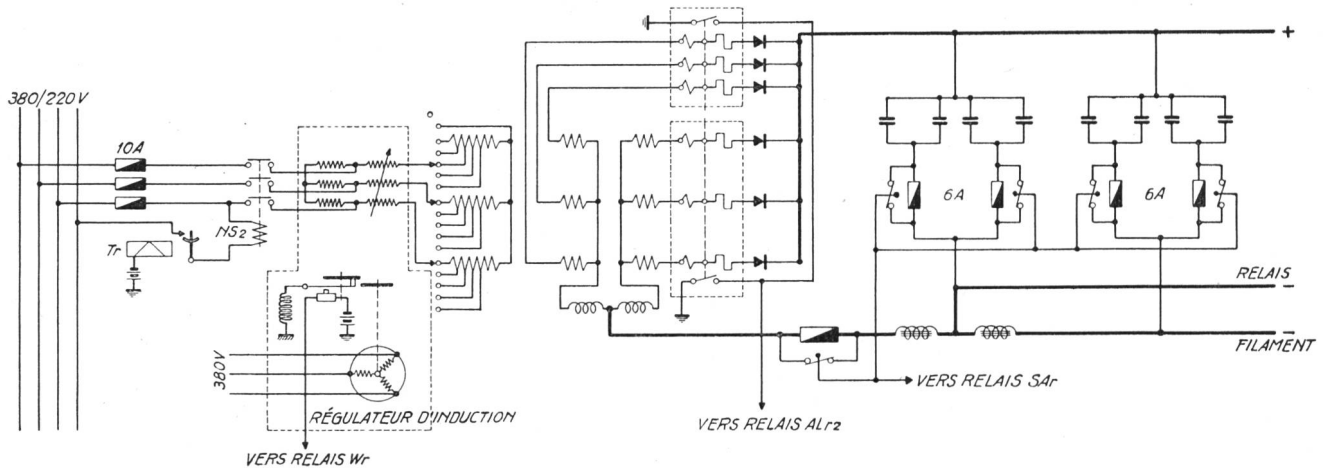 +
380/220V
10A
6A
6A
NS2
Tr
RELAIS
−
−
FILAMENT
380V
VERS RELAIS SAr
RÉGULATEUR D'INDUCTION
VERS RELAIS ALr2
VERS RELAIS Wr